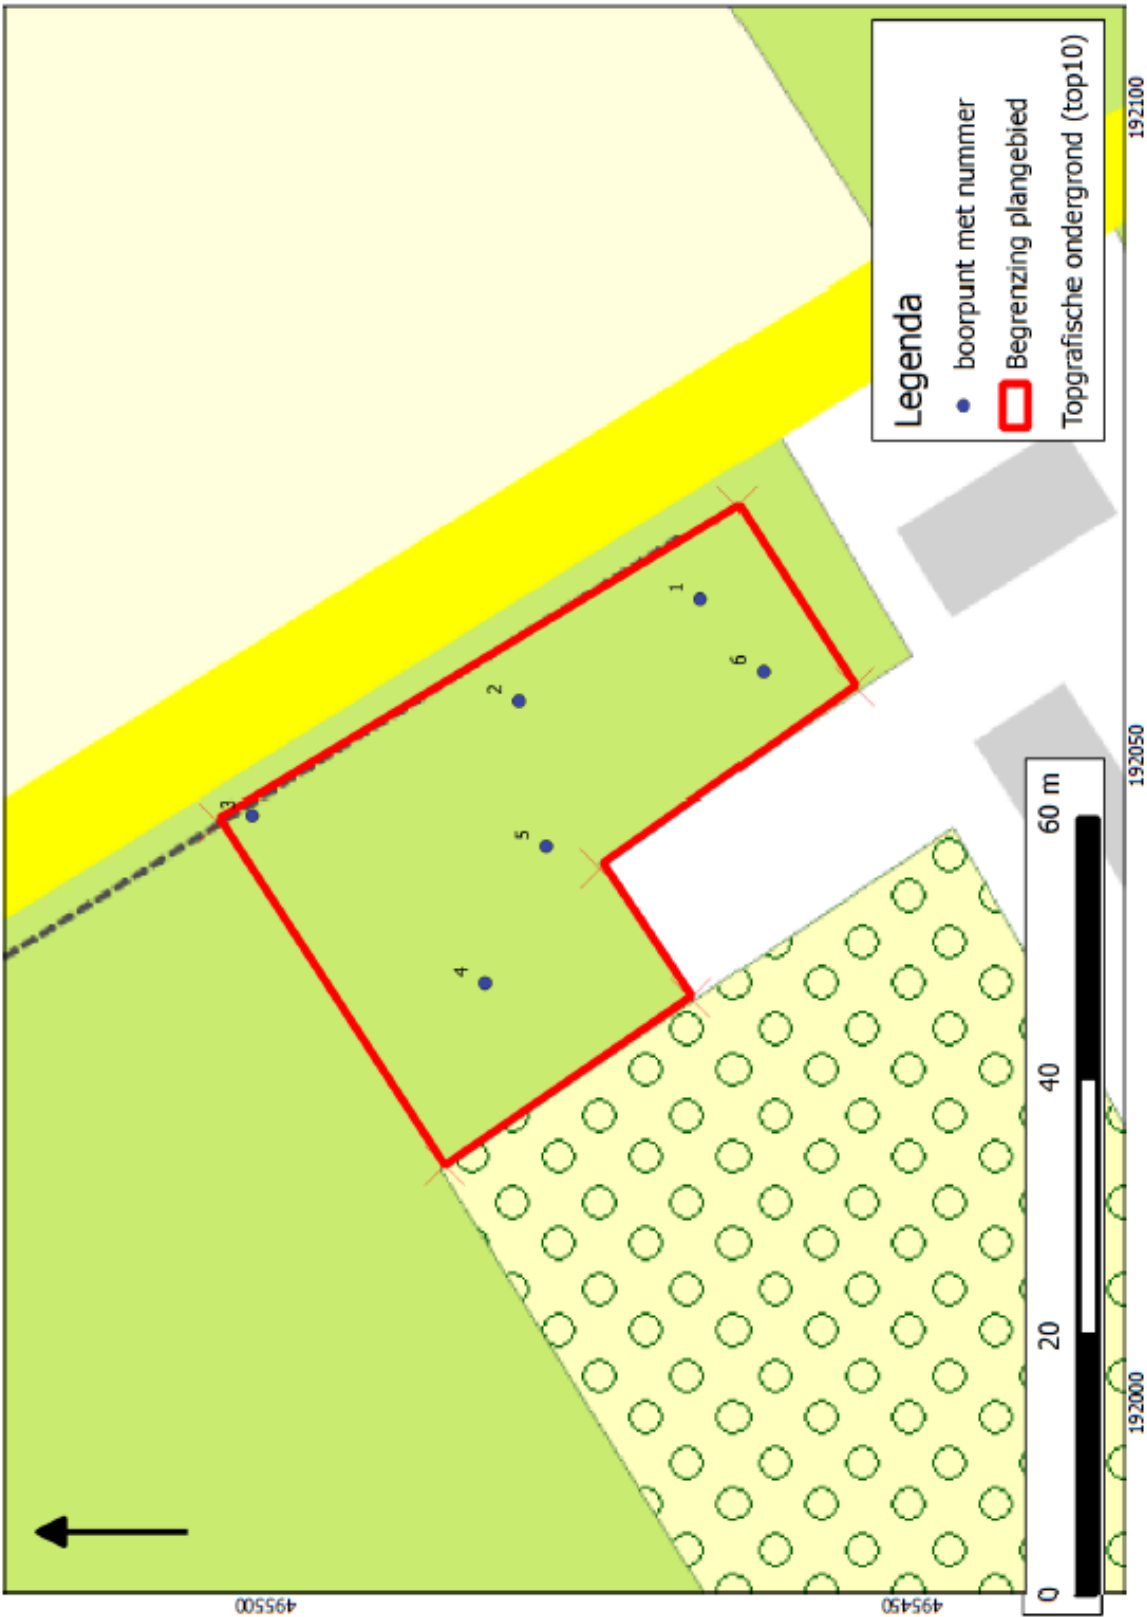 3
2
1
4
5
6
Legenda
boorpunt met nummer
Begrenzing plangebied
Topgrafische ondergrond (top10)
0
20
40
60 m
192000
192050
192100
495500
495450